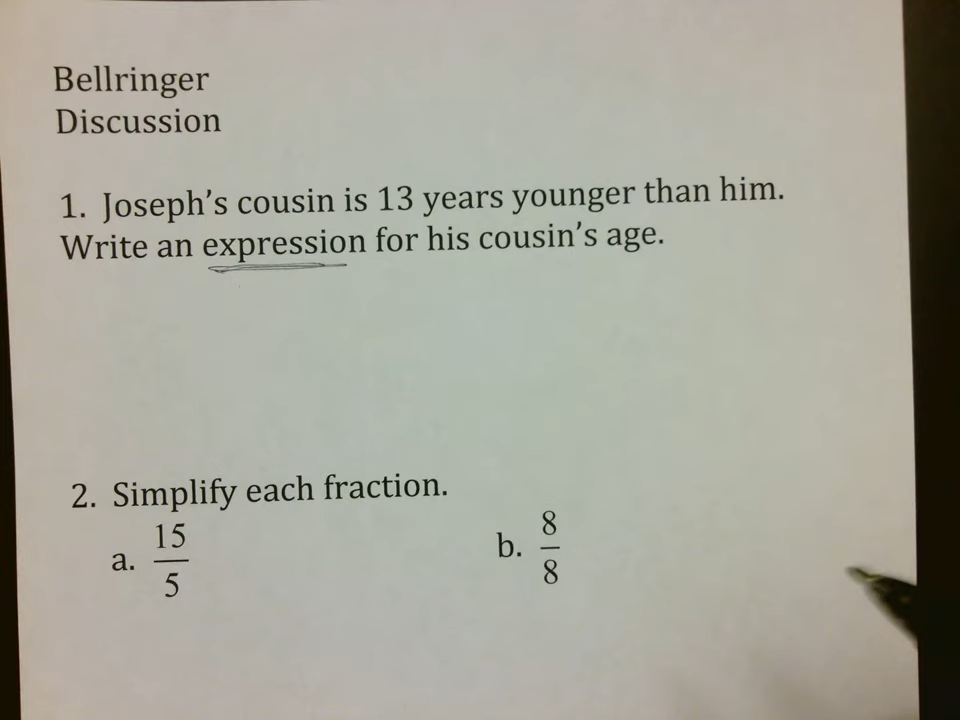 Bellringer
Discussion
1. Joseph's cousin is 13 years younger than him.
Write an expression for his cousin's age.
2. Simplify each fraction.
a. 15/5 b. 8/8